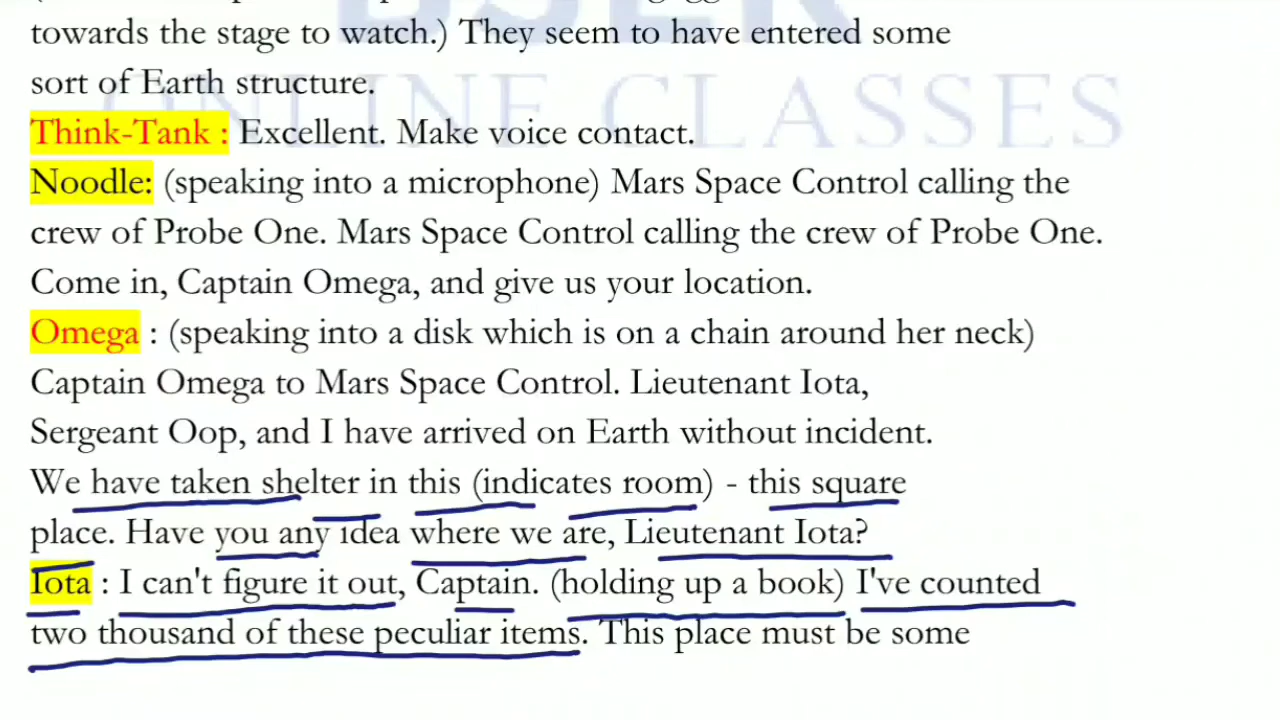 towards the stage to watch.) They seem to have entered some
sort of Earth structure.
ONLINE CLASSES
Think-Tank : Excellent. Make voice contact.
Noodle: (speaking into a microphone) Mars Space Control calling the
crew of Probe One. Mars Space Control calling the crew of Probe One.
Come in, Captain Omega, and give us your location.
Omega : (speaking into a disk which is on a chain around her neck)
Captain Omega to Mars Space Control. Lieutenant Iota,
Sergeant Oop, and I have arrived on Earth without incident.
We have taken shelter in this (indicates room) - this square
place. Have you any idea where we are, Lieutenant Iota?
Iota : I can't figure it out, Captain. (holding up a book) I've counted
two thousand of these peculiar items. This place must be some